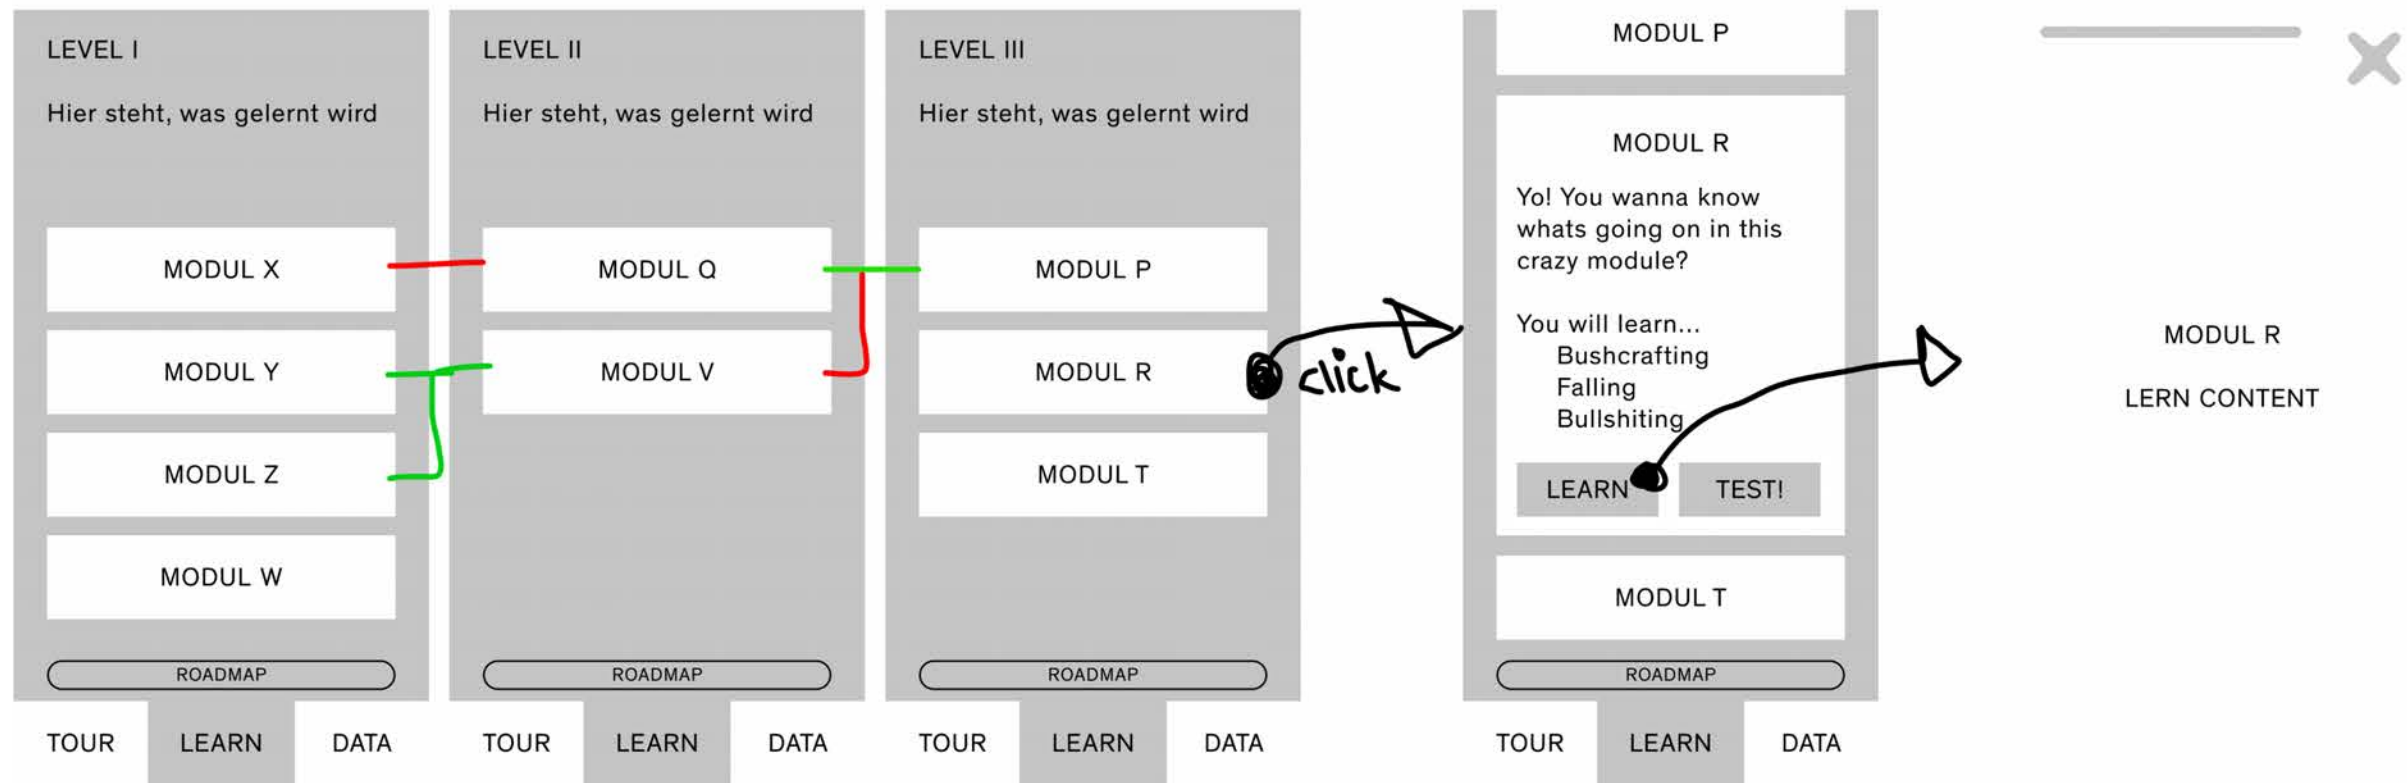 LEVEL I
Hier steht, was gelernt wird
MODUL X
MODUL Y
MODUL Z
MODUL W
ROADMAP
TOUR
LEARN
DATA
LEVEL II
Hier steht, was gelernt wird
MODUL Q
MODUL V
ROADMAP
TOUR
LEARN
DATA
LEVEL III
Hier steht, was gelernt wird
MODUL P
MODUL R
MODUL T
ROADMAP
TOUR
LEARN
DATA
click
MODUL P
MODUL R
Yo! You wanna know
whats going on in this
crazy module?
You will learn...
Bushcrafting
Falling
Bullshiting
LEARN
TEST!
MODUL T
ROADMAP
TOUR
LEARN
DATA
MODUL R
LERN CONTENT